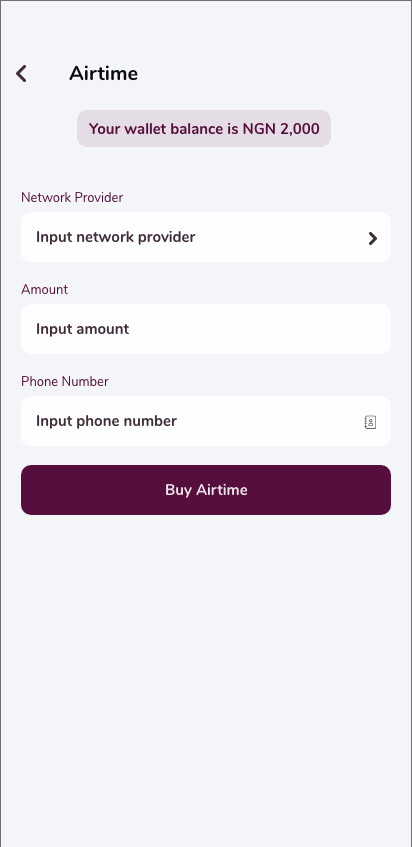 Airtime
Your wallet balance is NGN 2,000
Network Provider
Input network provider
Amount
Input amount
Phone Number
Input phone number
Buy Airtime